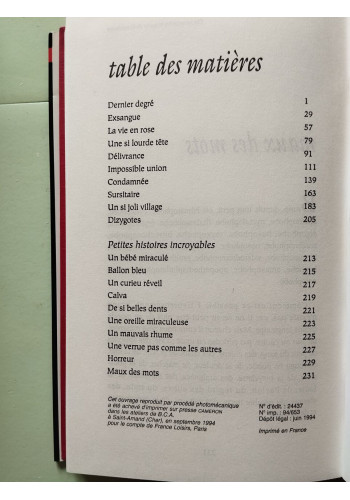 table des matières
Dernier degré 1
Exsangue 29
La vie en rose 57
Une si lourde tête 79
Délivrance 91
Impossible union 111
Condamnée 139
Sursitaire 163
Un si joli village 183
Dizygotes 205
Petites histoires incroyables
Un bébé miraculé 213
Ballon bleu 215
Un curieu réveil 217
Calva 219
De si belles dents 221
Une oreille miraculeuse 223
Un mauvais rhume 225
Une verrue pas comme les autres 227
Horreur 229
Maux des mots 231
Cet ouvrage reproduit par procédé photomécanique
a été achevé d'imprimer sur presse CAMERON
dans les ateliers de B.C.A.
à Saint-Amand (Cher), en septembre 1994
pour le compte de France Loisirs, Paris
N° d'édit. : 24437
N° imp. : 94/653
Dépôt légal : juin 1994
Imprimé en France